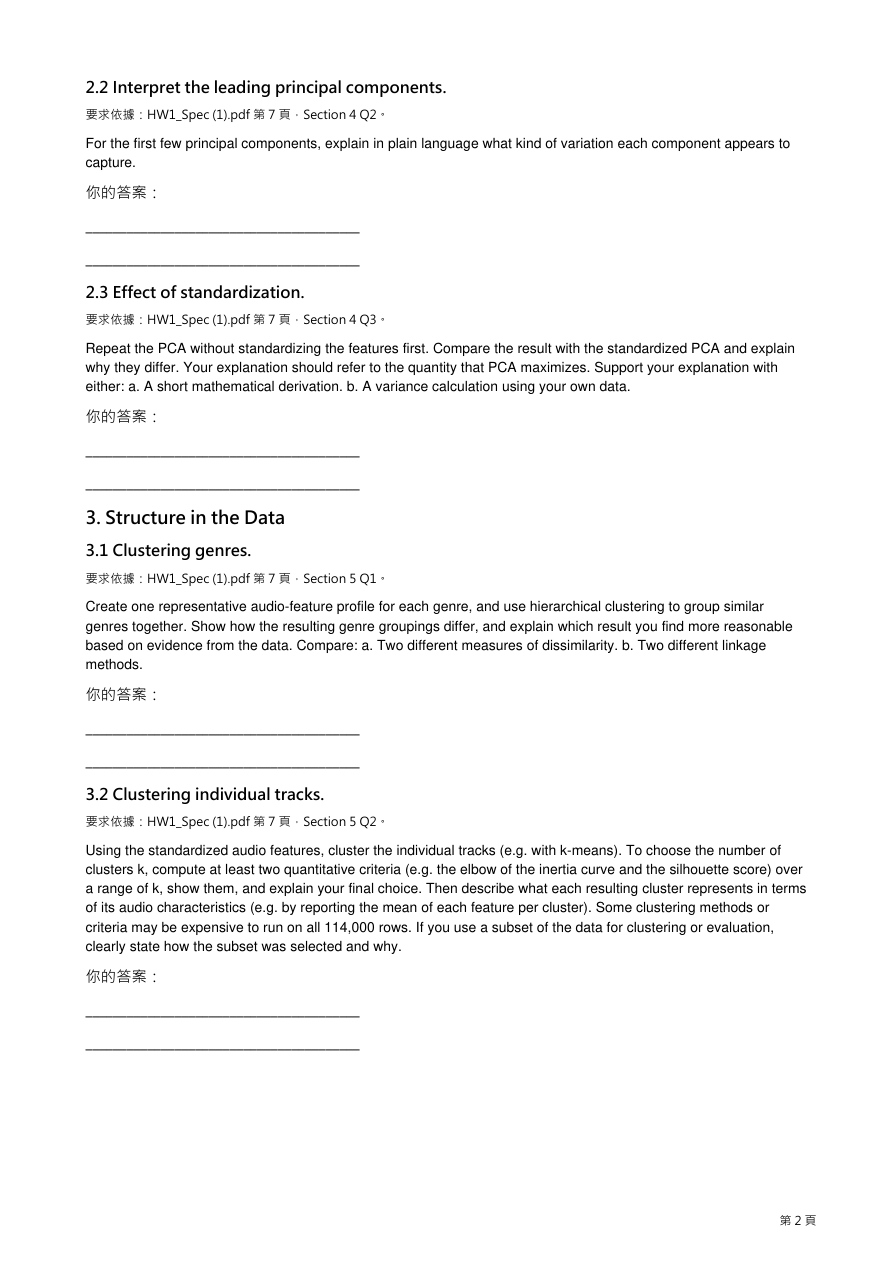 2.2 Interpret the leading principal components.
要求依據：HW1_Spec (1).pdf 第 7 頁．Section 4 Q2。
For the first few principal components, explain in plain language what kind of variation each component appears to
capture.
你的答案：
______________________________________
______________________________________
2.3 Effect of standardization.
要求依據：HW1_Spec (1).pdf 第 7 頁．Section 4 Q3。
Repeat the PCA without standardizing the features first. Compare the result with the standardized PCA and explain
why they differ. Your explanation should refer to the quantity that PCA maximizes. Support your explanation with
either: a. A short mathematical derivation. b. A variance calculation using your own data.
你的答案：
______________________________________
______________________________________
3. Structure in the Data
3.1 Clustering genres.
要求依據：HW1_Spec (1).pdf 第 7 頁．Section 5 Q1。
Create one representative audio-feature profile for each genre, and use hierarchical clustering to group similar
genres together. Show how the resulting genre groupings differ, and explain which result you find more reasonable
based on evidence from the data. Compare: a. Two different measures of dissimilarity. b. Two different linkage
methods.
你的答案：
______________________________________
______________________________________
3.2 Clustering individual tracks.
要求依據：HW1_Spec (1).pdf 第 7 頁．Section 5 Q2。
Using the standardized audio features, cluster the individual tracks (e.g. with k-means). To choose the number of
clusters k, compute at least two quantitative criteria (e.g. the elbow of the inertia curve and the silhouette score) over
a range of k, show them, and explain your final choice. Then describe what each resulting cluster represents in terms
of its audio characteristics (e.g. by reporting the mean of each feature per cluster). Some clustering methods or
criteria may be expensive to run on all 114,000 rows. If you use a subset of the data for clustering or evaluation,
clearly state how the subset was selected and why.
你的答案：
______________________________________
______________________________________
第 2 頁